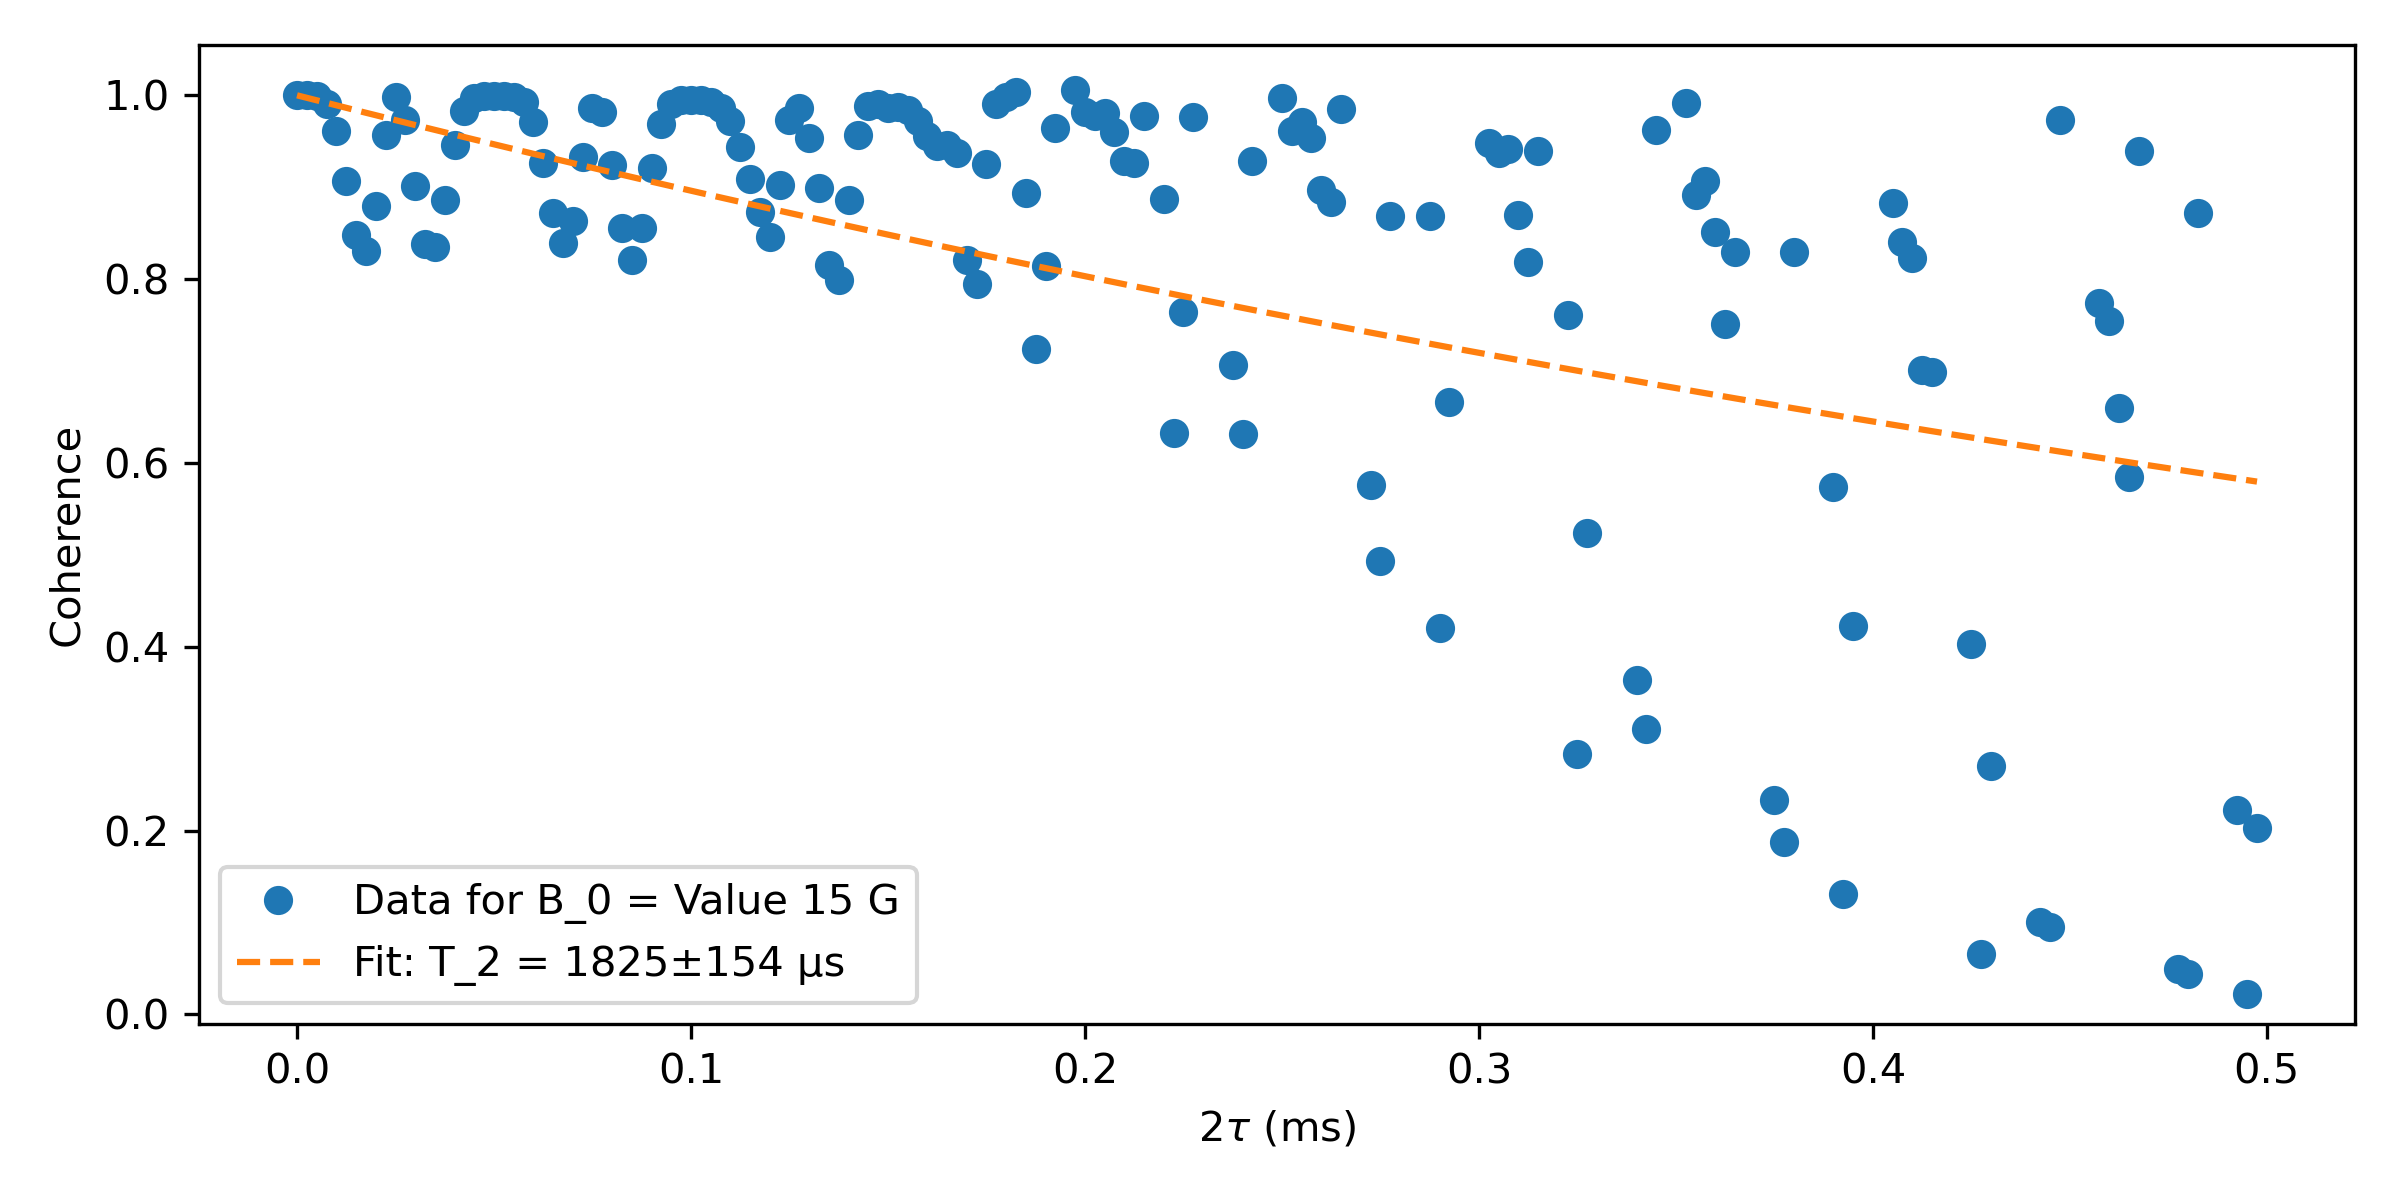 1.0
0.8
0.6
0.4
0.2
0.0
Coherence
Data for B_0 = Value 15 G
Fit: T_2 = 1825±154 μs
0.0 0.1 0.2 0.3 0.4 0.5
2τ (ms)